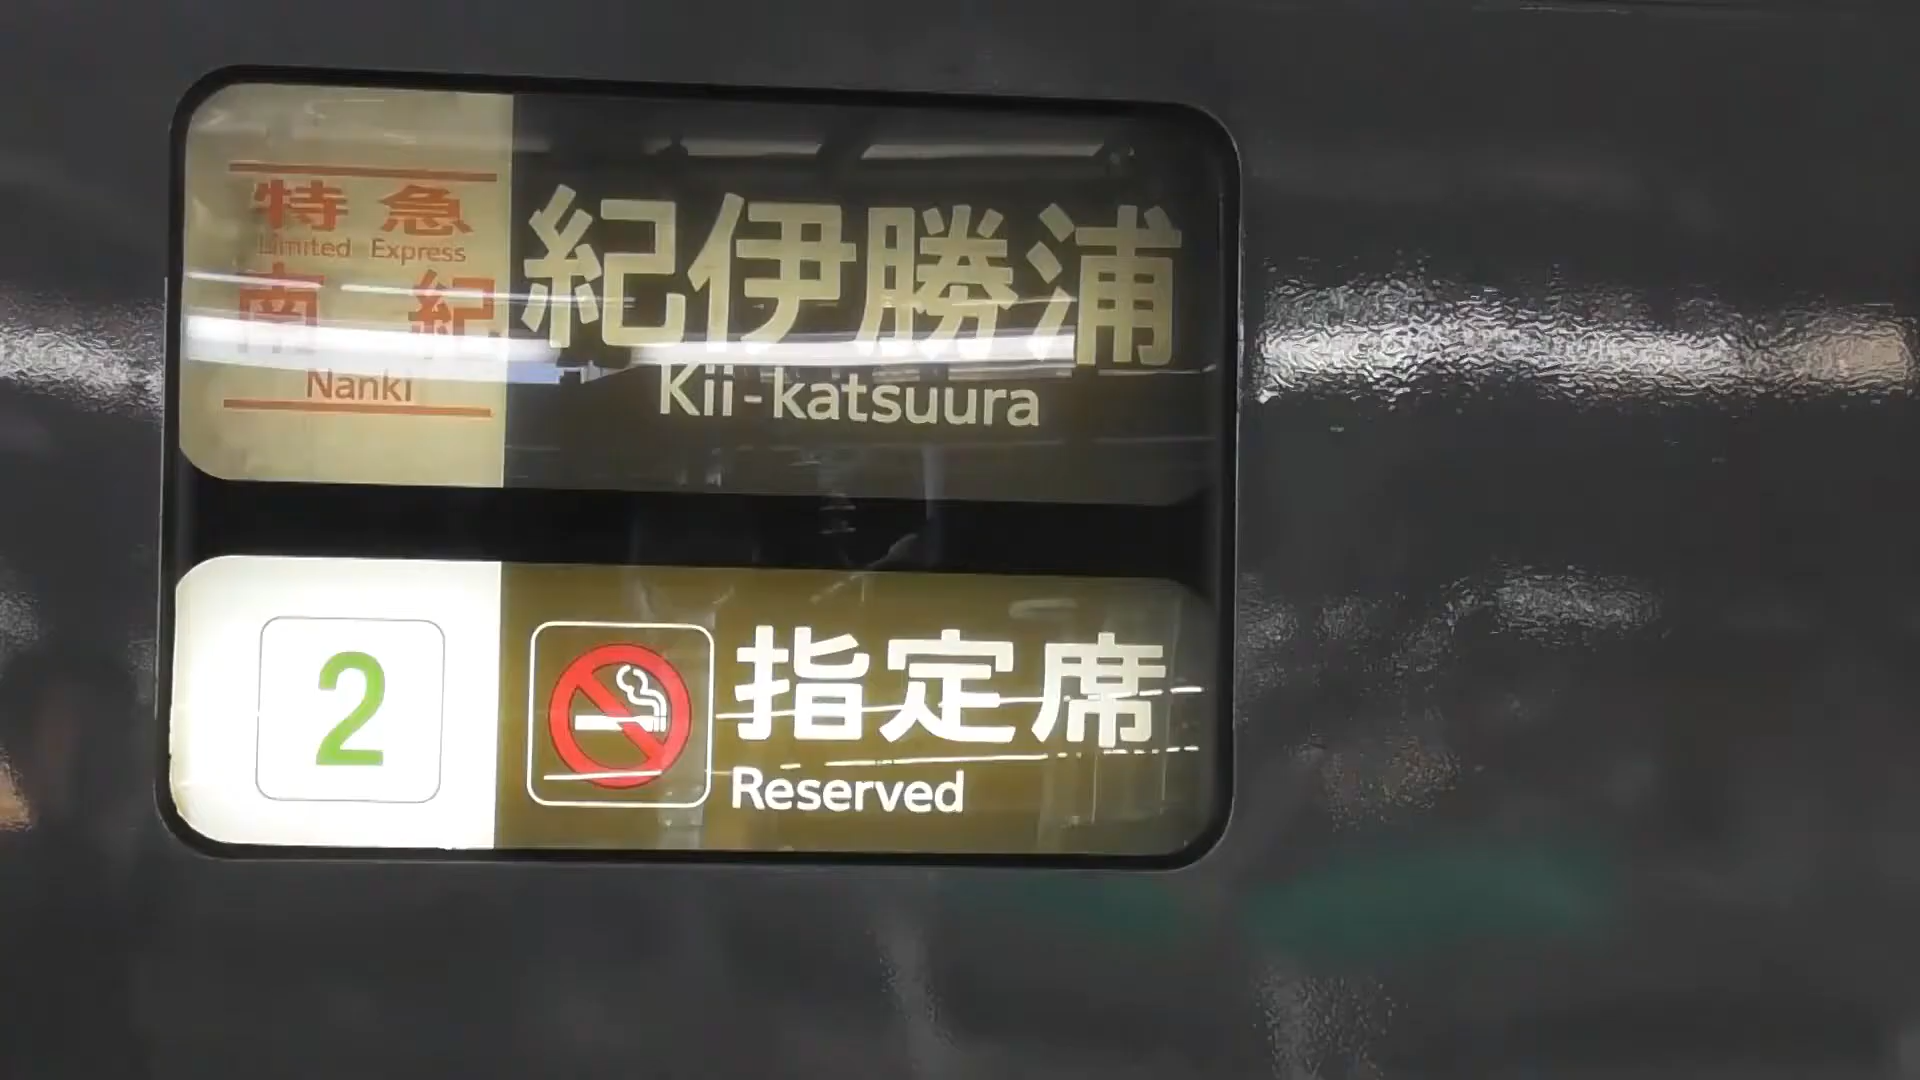 特急
Limited Express
南紀
Nanki
紀伊勝浦
Kii-katsuura
2
指定席
Reserved